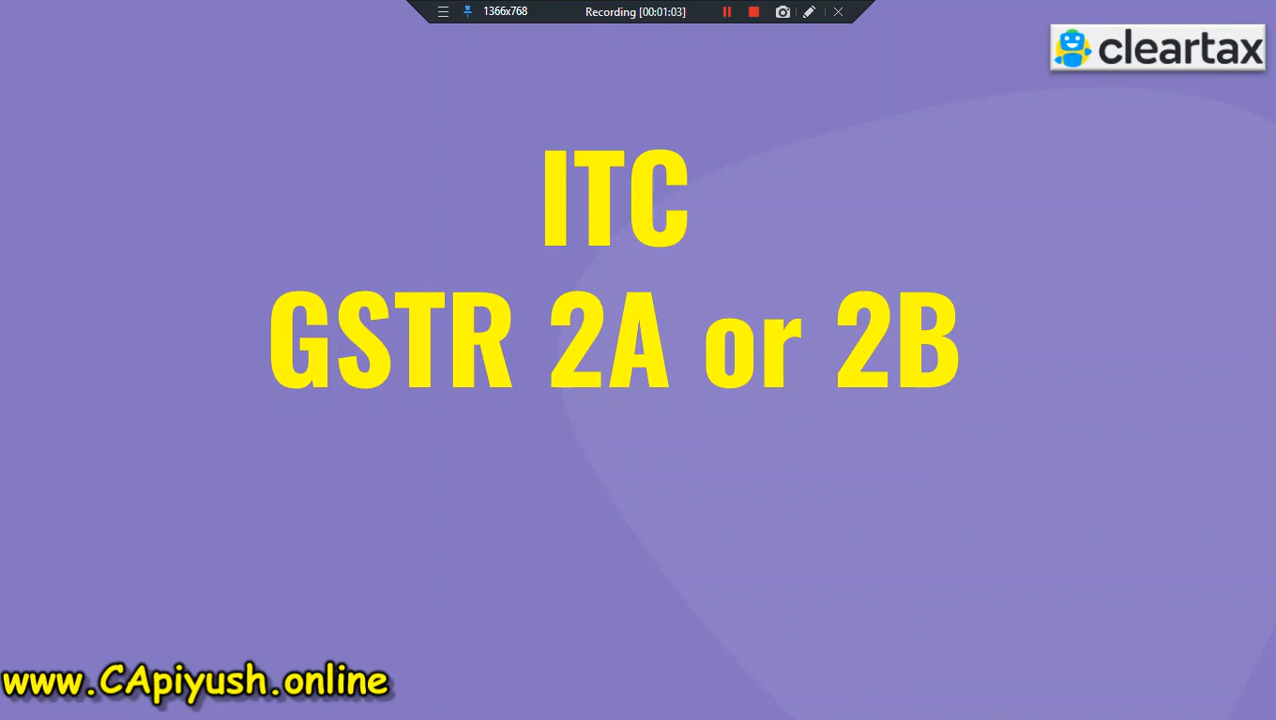 1366x768 Recording [00:01:03]
cleartax
ITC
GSTR 2A or 2B
www.CApiyush.online